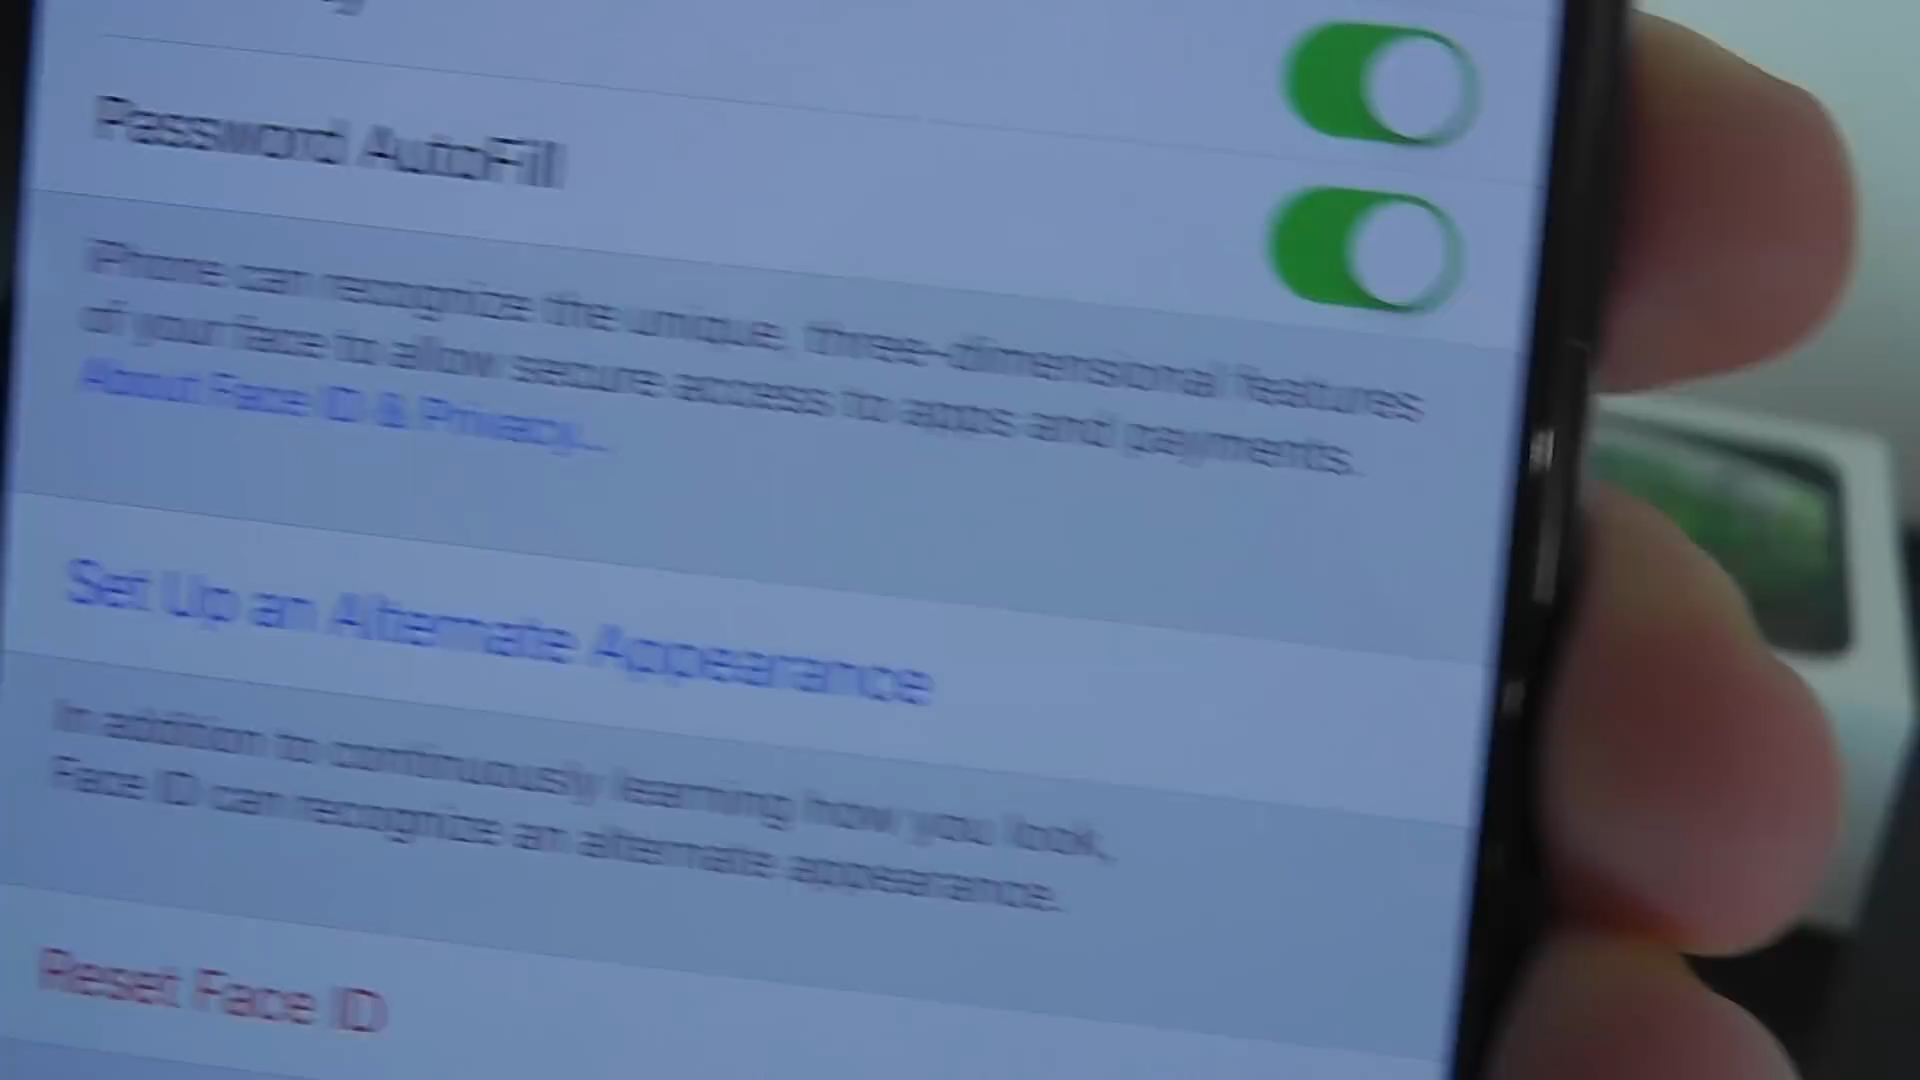 Password AutoFill
iPhone can recognize the unique, three-dimensional features
of your face to allow secure access to apps and payments.
About Face ID & Privacy...
Set Up an Alternate Appearance
In addition to continuously learning how you look,
Face ID can recognize an alternate appearance.
Reset Face ID